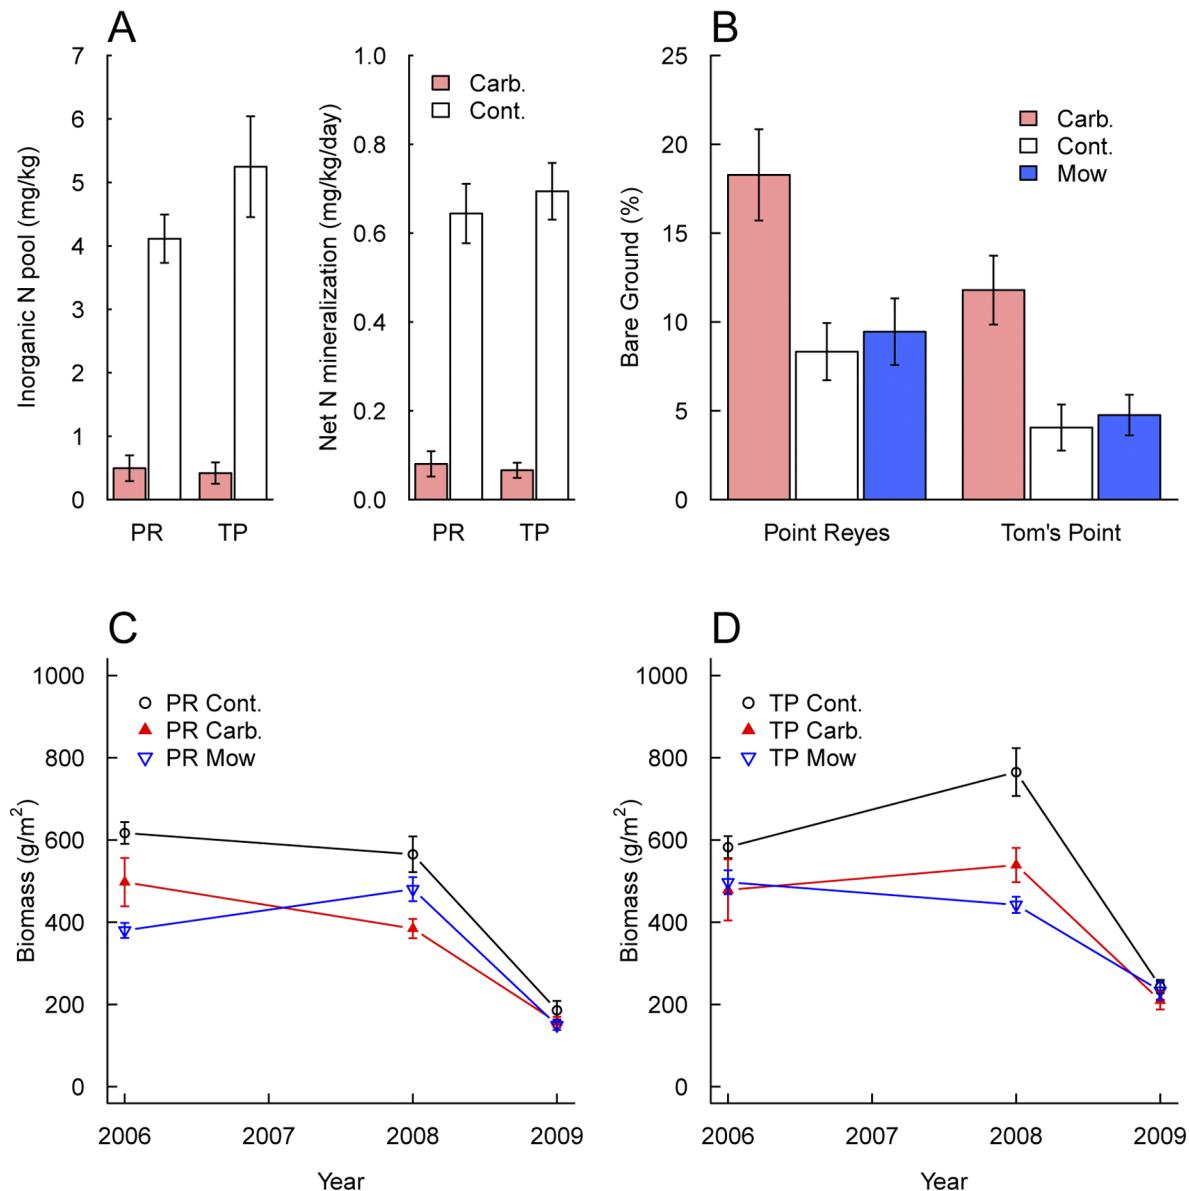 A
Inorganic N pool (mg/kg)
7
6
5
4
3
2
1
0
PR TP
Net N mineralization (mg/kg/day)
1.0
0.8
0.6
0.4
0.2
0.0
Carb.
Cont.
PR TP
B
Bare Ground (%)
25
20
15
10
5
0
Carb.
Cont.
Mow
Point Reyes Tom's Point
C
Biomass (g/m²)
1000
800
600
400
200
0
PR Cont.
PR Carb.
PR Mow
2006 2007 2008 2009
Year
D
Biomass (g/m²)
1000
800
600
400
200
0
TP Cont.
TP Carb.
TP Mow
2006 2007 2008 2009
Year